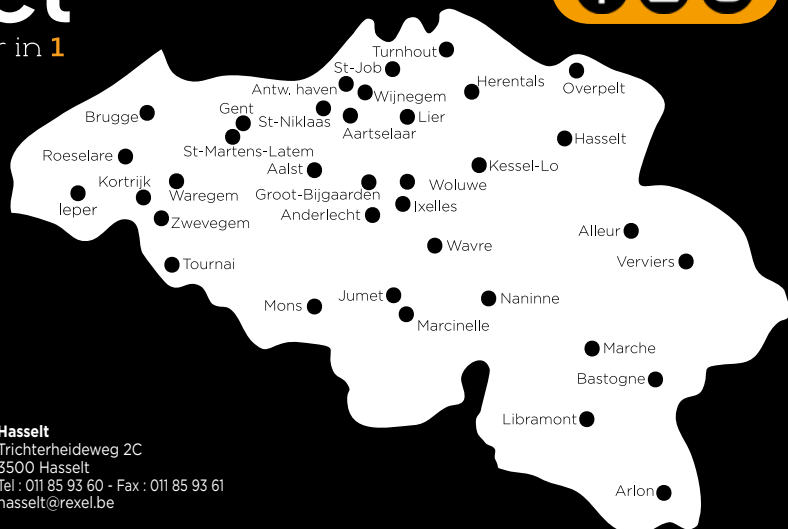 r in 1
Turnhout
St-Job
Antw. haven
Wijnegem
Herentals
Overpelt
Brugge
Gent
St-Niklaas
Aartselaar
Lier
Hasselt
Roeselare
St-Martens-Latem
Aalst
Kessel-Lo
Kortrijk
Waregem
Groot-Bijgaarden
Woluwe
Ieper
Zwevegem
Anderlecht
Ixelles
Alleur
Wavre
Verviers
Tournai
Mons
Jumet
Naninne
Marcinelle
Marche
Bastogne
Libramont
Arlon
Hasselt
Trichterheideweg 2C
3500 Hasselt
Tel : 011 85 93 60 - Fax : 011 85 93 61
hasselt@rexel.be